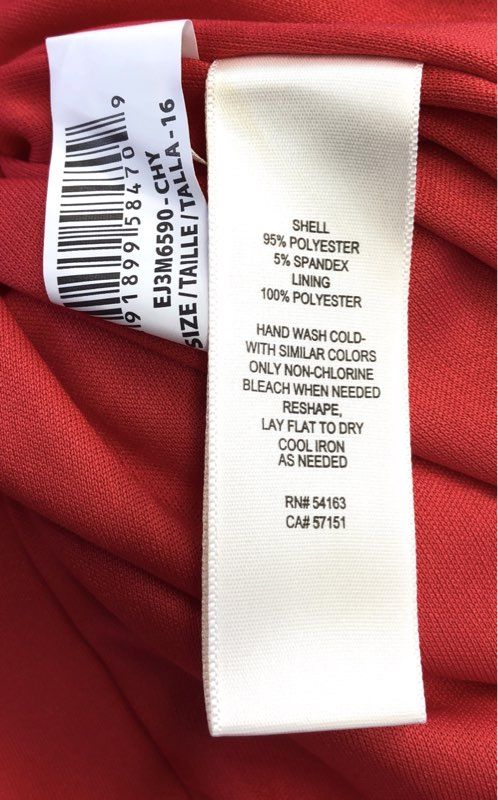 91899 58470 9
EJ3M6590-CHY
SIZE/TAILLE/TALLA-16
SHELL
95% POLYESTER
5% SPANDEX
LINING
100% POLYESTER
HAND WASH COLD-
WITH SIMILAR COLORS
ONLY NON-CHLORINE
BLEACH WHEN NEEDED
RESHAPE,
LAY FLAT TO DRY
COOL IRON
AS NEEDED
RN# 54163
CA# 57151